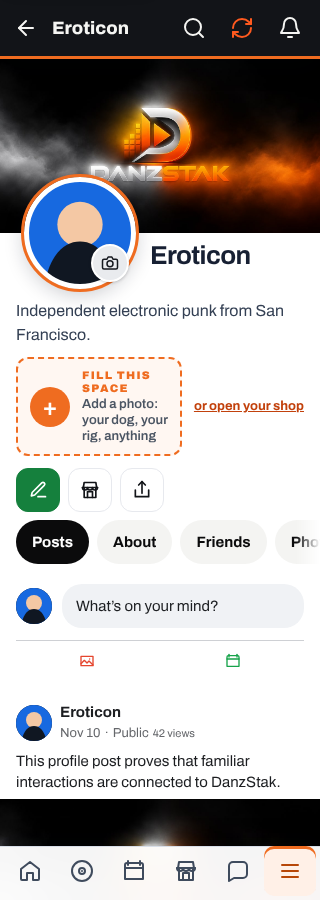 Eroticon
DANZSTAK
Eroticon
Independent electronic punk from San
Francisco.
FILL THIS
SPACE
Add a photo:
your dog, your
rig, anything
or open your shop
Posts About Friends
What's on your mind?
Eroticon
Nov 10 · Public 42 views
This profile post proves that familiar
interactions are connected to DanzStak.